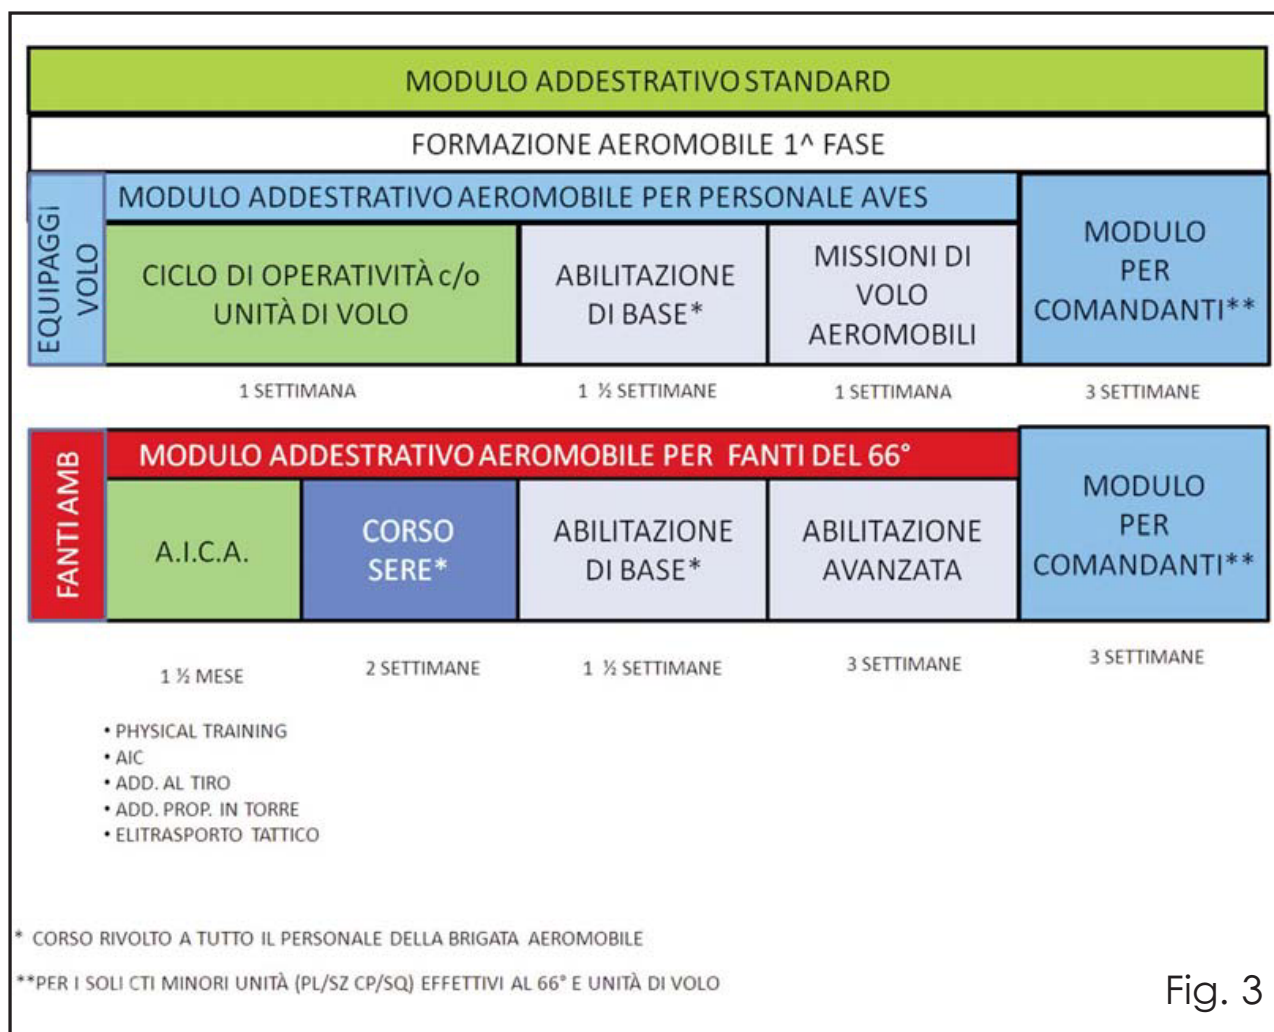 MODULO ADDESTRATIVO STANDARD
FORMAZIONE AEROMOBILE 1^ FASE
EQUIPAGGI
VOLO
MODULO ADDESTRATIVO AEROMOBILE PER PERSONALE AVES
CICLO DI OPERATIVITÀ c/o
UNITÀ DI VOLO
ABILITAZIONE
DI BASE*
MISSIONI DI
VOLO
AEROMOBILI
MODULO
PER
COMANDANTI**
1 SETTIMANA
1 ½ SETTIMANE
1 SETTIMANA
3 SETTIMANE
FANTI AMB
MODULO ADDESTRATIVO AEROMOBILE PER FANTI DEL 66°
A.I.C.A.
CORSO
SERE*
ABILITAZIONE
DI BASE*
ABILITAZIONE
AVANZATA
MODULO
PER
COMANDANTI**
1 ½ MESE
2 SETTIMANE
1 ½ SETTIMANE
3 SETTIMANE
3 SETTIMANE
• PHYSICAL TRAINING
• AIC
• ADD. AL TIRO
• ADD. PROP. IN TORRE
• ELITRASPORTO TATTICO
* CORSO RIVOLTO A TUTTO IL PERSONALE DELLA BRIGATA AEROMOBILE
**PER I SOLI CTI MINORI UNITÀ (PL/SZ CP/SQ) EFFETTIVI AL 66° E UNITÀ DI VOLO
Fig. 3